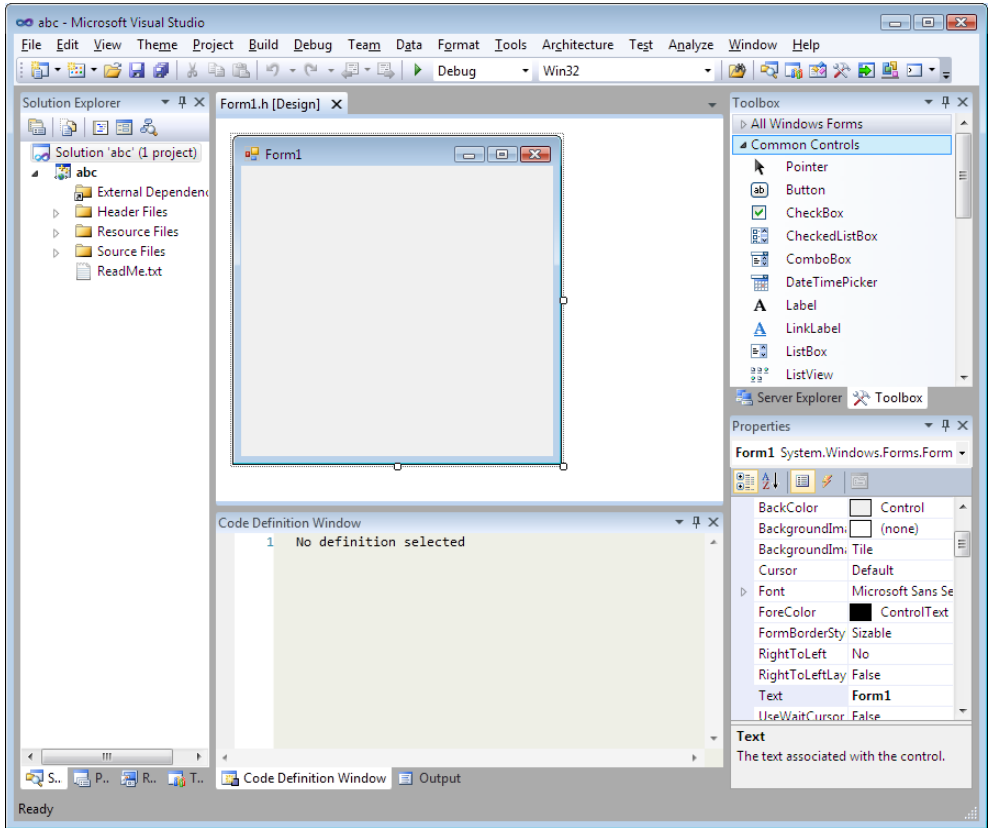 abc - Microsoft Visual Studio
File Edit View Theme Project Build Debug Team Data Format Tools Architecture Test Analyze Window Help
Debug Win32
Solution Explorer
Solution 'abc' (1 project)
abc
External Dependenc
Header Files
Resource Files
Source Files
ReadMe.txt
S.. P.. R.. T..
Form1.h [Design]
Form1
Code Definition Window
1 No definition selected
Code Definition Window Output
Toolbox
All Windows Forms
Common Controls
Pointer
ab Button
CheckBox
CheckedListBox
ComboBox
DateTimePicker
A Label
A LinkLabel
ListBox
ListView
Server Explorer Toolbox
Properties
Form1 System.Windows.Forms.Form
BackColor Control
BackgroundIm (none)
BackgroundIm Tile
Cursor Default
Font Microsoft Sans Se
ForeColor ControlText
FormBorderSty Sizable
RightToLeft No
RightToLeftLay False
Text Form1
UseWaitCursor False
Text
The text associated with the control.
Ready